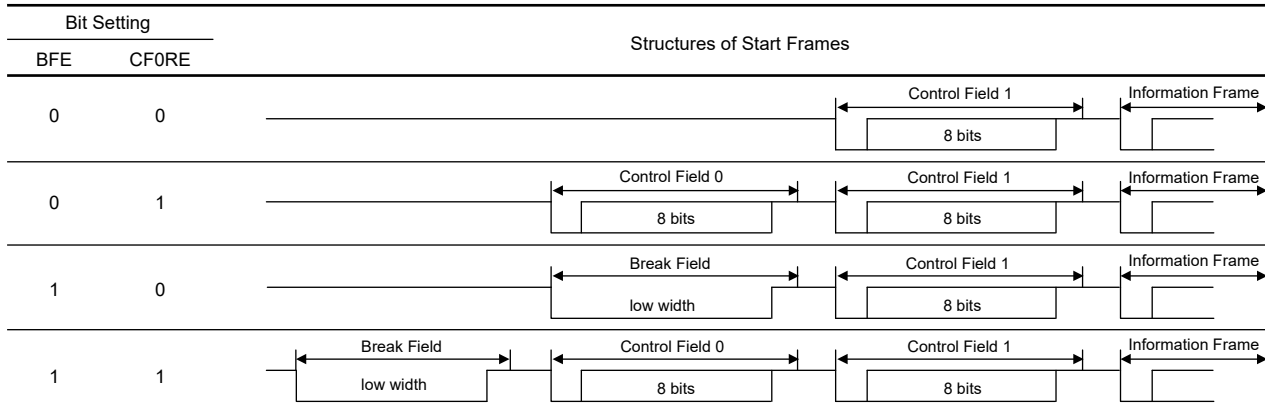 Bit Setting
Structures of Start Frames
BFE CF0RE
Control Field 1 Information Frame
0 0
8 bits
Control Field 0 Control Field 1 Information Frame
0 1
8 bits 8 bits
Break Field Control Field 1 Information Frame
1 0
low width 8 bits
Break Field Control Field 0 Control Field 1 Information Frame
1 1
low width 8 bits 8 bits